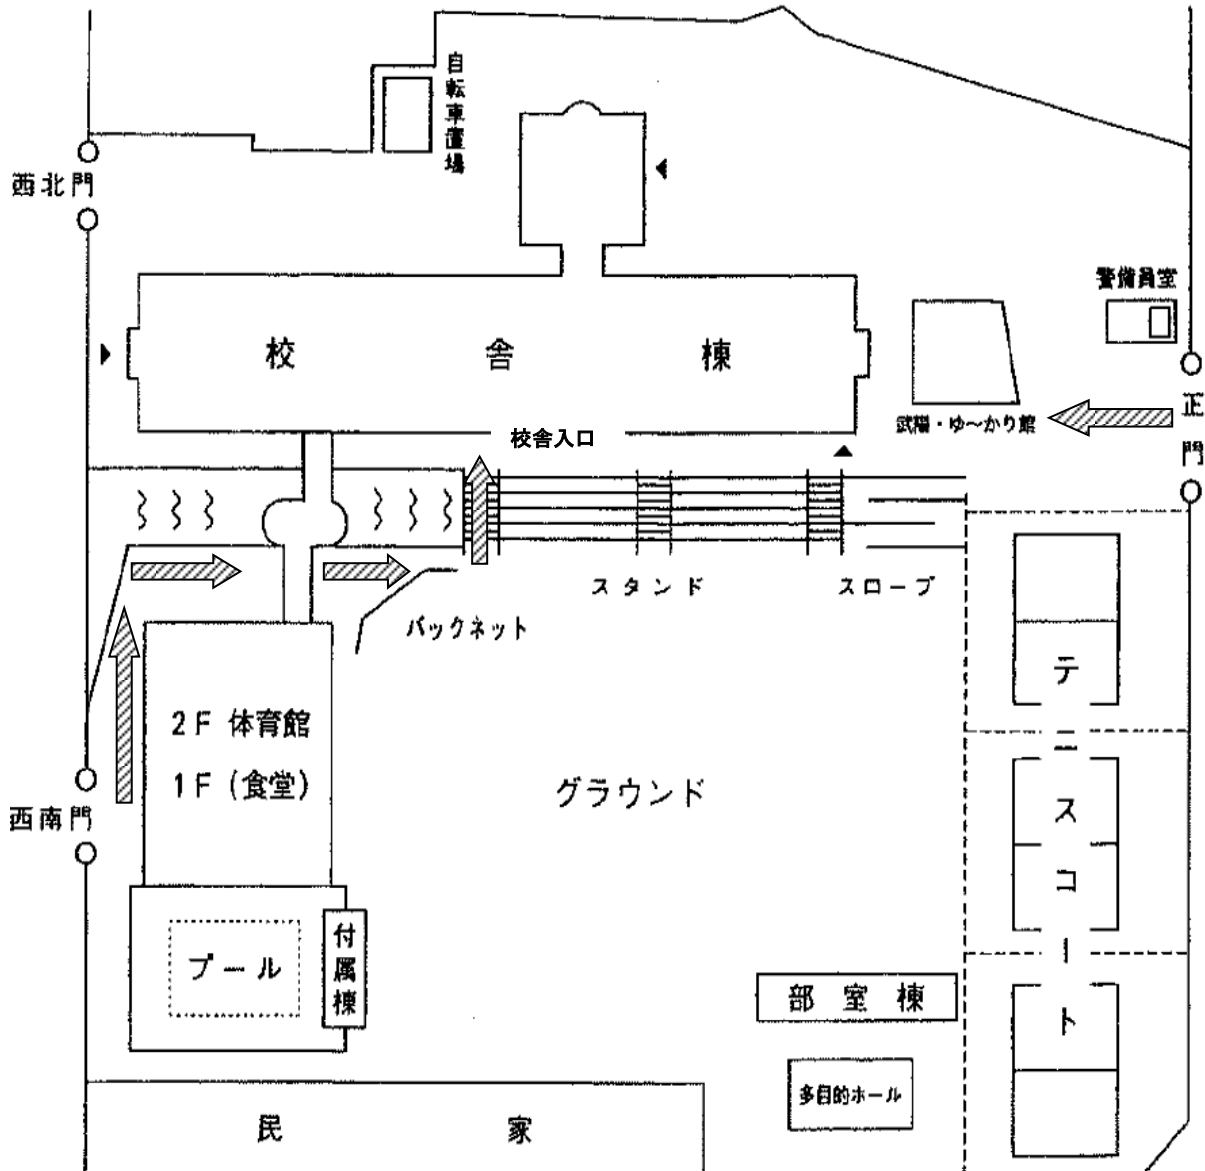 自転車置場
西北門
警備員室
校舎棟
正門
武陽・ゆ〜かり館
校舎入口
スタンド
スロープ
バックネット
テニスコート
2F 体育館
1F (食堂)
グラウンド
西南門
付属棟
プール
部室棟
多目的ホール
民家